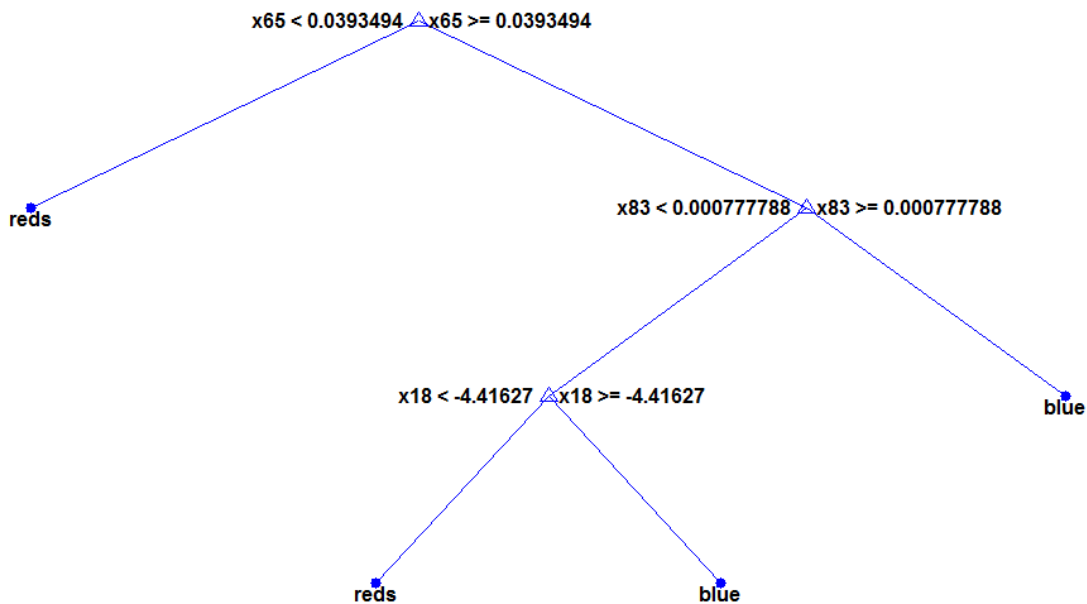 x65 < 0.0393494 x65 >= 0.0393494
reds
x83 < 0.000777788 x83 >= 0.000777788
x18 < -4.41627 x18 >= -4.41627
blue
reds
blue